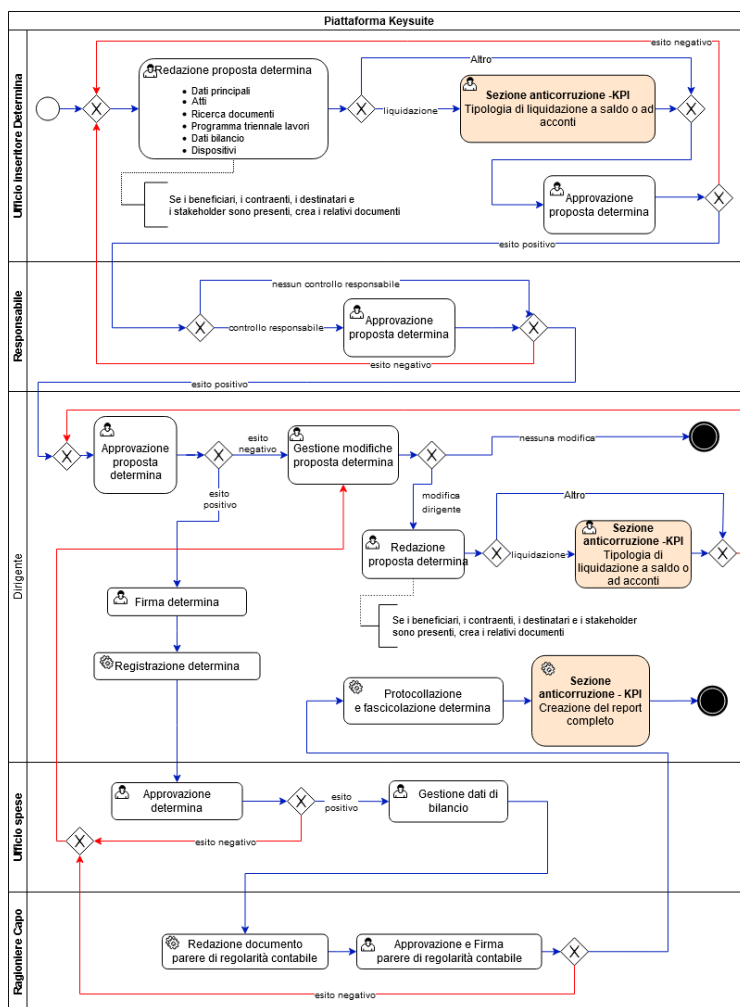 Piattaforma Keysuite
Ufficio Inseritore Determina
esito negativo
Redazione proposta determina
Dati principali
Atti
Ricerca documenti
Programma triennale lavori
Dati bilancio
Dispositivi
X
Altro
X
liquidazione
Sezione anticorruzione -KPI
Tipologia di liquidazione a saldo o ad
acconti
X
Se i beneficiari, i contraenti, i destinatari e
i stakeholder sono presenti, crea i relativi documenti
Approvazione
proposta determina
X
esito positivo
Responsabile
nessun controllo responsabile
X
controllo responsabile
Approvazione
proposta determina
X
esito negativo
esito positivo
Dirigente
X
Approvazione
proposta
determina
X
esito
negativo
esito
positivo
Gestione modifiche
proposta determina
X
nessuna modifica
modifica
dirigente
Redazione
proposta determina
X
Altro
liquidazione
Sezione
anticorruzione -KPI
Tipologia di
liquidazione a saldo o
ad acconti
X
Firma determina
Se i beneficiari, i contraenti, i destinatari e i stakeholder
sono presenti, crea i relativi documenti
Registrazione determina
Protocollazione
e fascicolazione determina
Sezione
anticorruzione - KPI
Creazione del report
completo
Ufficio spese
Approvazione
determina
X
esito
positivo
Gestione dati di
bilancio
X
esito negativo
Ragioniere Capo
Redazione documento
parere di regolarità contabile
Approvazione e Firma
parere di regolarità contabile
X
esito negativo